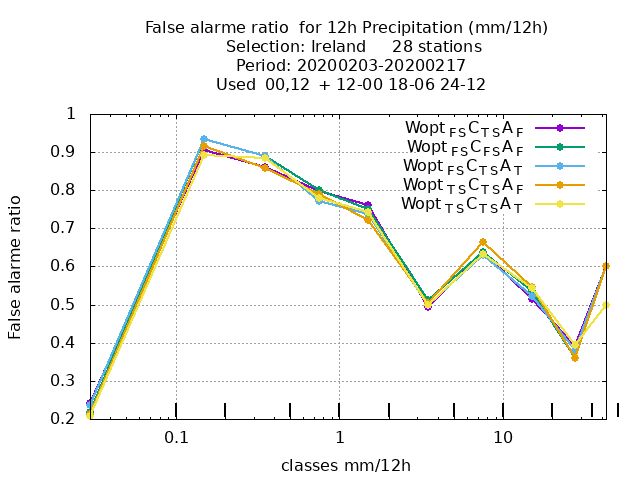 False alarme ratio  for 12h Precipitation (mm/12h)
Selection: Ireland     28 stations
Period: 20200203-20200217
Used  00,12  + 12-00 18-06 24-12
Wopt FS C TS A F
Wopt FS C FS A F
Wopt FS C TS A T
Wopt TS C TS A F
Wopt TS C TS A T
False alarme ratio
1
0.9
0.8
0.7
0.6
0.5
0.4
0.3
0.2
0.1 1 10
classes mm/12h